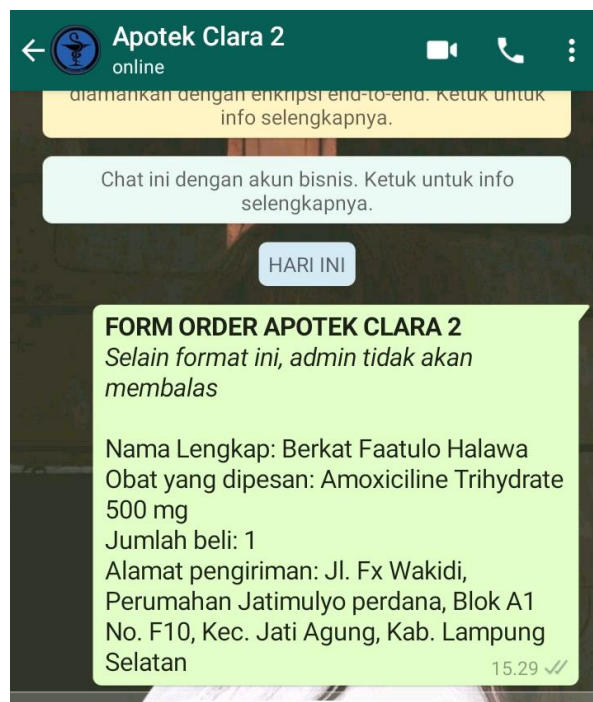 Apotek Clara 2
online
diamankan dengan enkripsi end-to-end. Ketuk untuk
info selengkapnya.
Chat ini dengan akun bisnis. Ketuk untuk info
selengkapnya.
HARI INI
FORM ORDER APOTEK CLARA 2
Selain format ini, admin tidak akan
membalas
Nama Lengkap: Berkat Faatulo Halawa
Obat yang dipesan: Amoxiciline Trihydrate
500 mg
Jumlah beli: 1
Alamat pengiriman: Jl. Fx Wakidi,
Perumahan Jatimulyo perdana, Blok A1
No. F10, Kec. Jati Agung, Kab. Lampung
Selatan
15.29